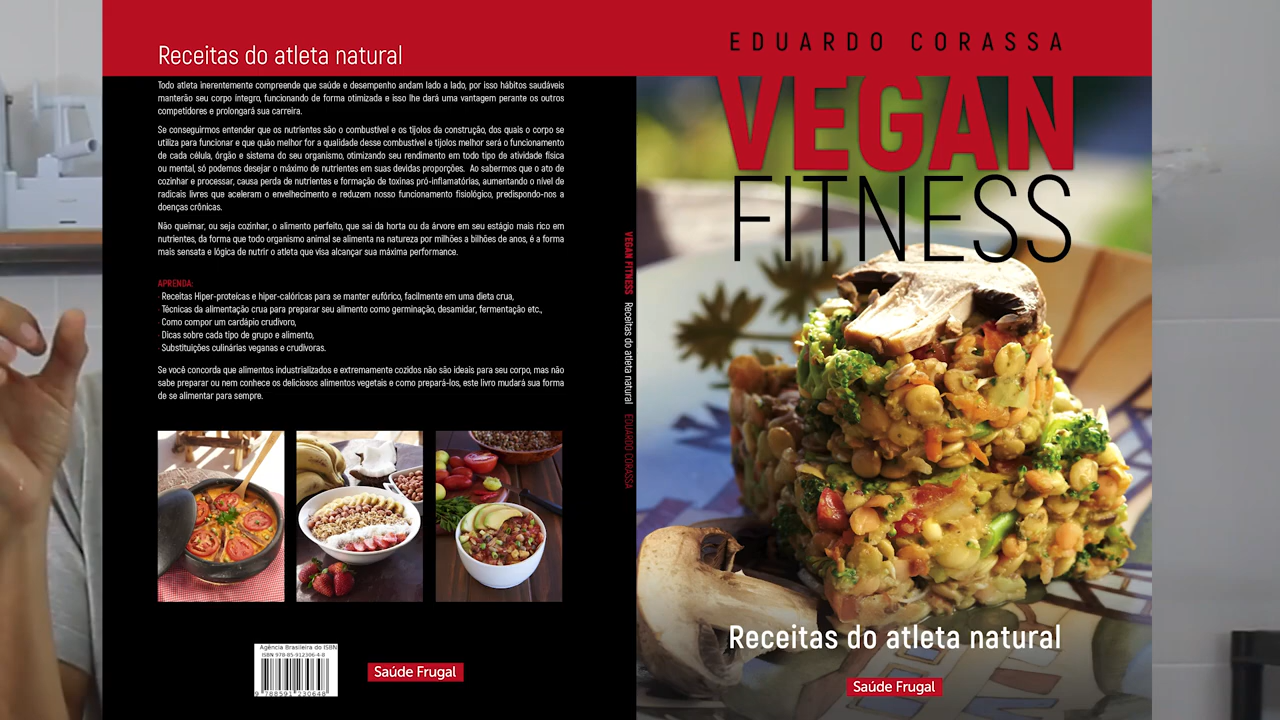 Receitas do atleta natural
Todo atleta inerentemente compreende que saúde e desempenho andam lado a lado, por isso hábitos saudáveis
manterão seu corpo íntegro, funcionando de forma otimizada e isso lhe dará uma vantagem perante os outros
competidores e prolongará sua carreira.
Se conseguirmos entender que os nutrientes são o combustível e os tijolos da construção, dos quais o corpo se
utiliza para funcionar e que quão melhor for a qualidade desse combustível e tijolos melhor será o funcionamento
de cada célula, órgão e sistema do seu organismo, otimizando seu rendimento em todo tipo de atividade física
ou mental, só podemos desejar o máximo de nutrientes em suas devidas proporções. Ao sabermos que o ato de
cozinhar e processar, causa perda de nutrientes e formação de toxinas pró-inflamatórias, aumentando o nível de
radicais livres que aceleram o envelhecimento e reduzem nosso funcionamento fisiológico, predispondo-nos a
doenças crônicas.
Não queimar, ou seja cozinhar, o alimento perfeito, que sai da horta ou da árvore em seu estágio mais rico em
nutrientes, da forma que todo organismo animal se alimenta na natureza por milhões a bilhões de anos, é a forma
mais sensata e lógica de nutrir o atleta que visa alcançar sua máxima performance.
APRENDA:
Receitas Hiper-proteicas e hiper-calóricas para se manter eufórico, facilmente em uma dieta crua,
Técnicas da alimentação crua para preparar seu alimento como germinação, desamidar, fermentação etc.,
Como compor um cardápio crudívoro,
Dicas sobre cada tipo de grupo e alimento,
Substituições culinárias veganas e crudívoras.
Se você concorda que alimentos industrializados e extremamente cozidos não são ideais para seu corpo, mas não
sabe preparar ou nem conhece os deliciosos alimentos vegetais e como prepará-los, este livro mudará sua forma
de se alimentar para sempre.
Agência Brasileira do ISBN
ISBN 978-85-912306-4-8
9 788591 230648
Saúde Frugal
VEGAN FITNESS Receitas do atleta natural EDUARDO CORASSA
EDUARDO CORASSA
VEGAN
FITNESS
Receitas do atleta natural
Saúde Frugal